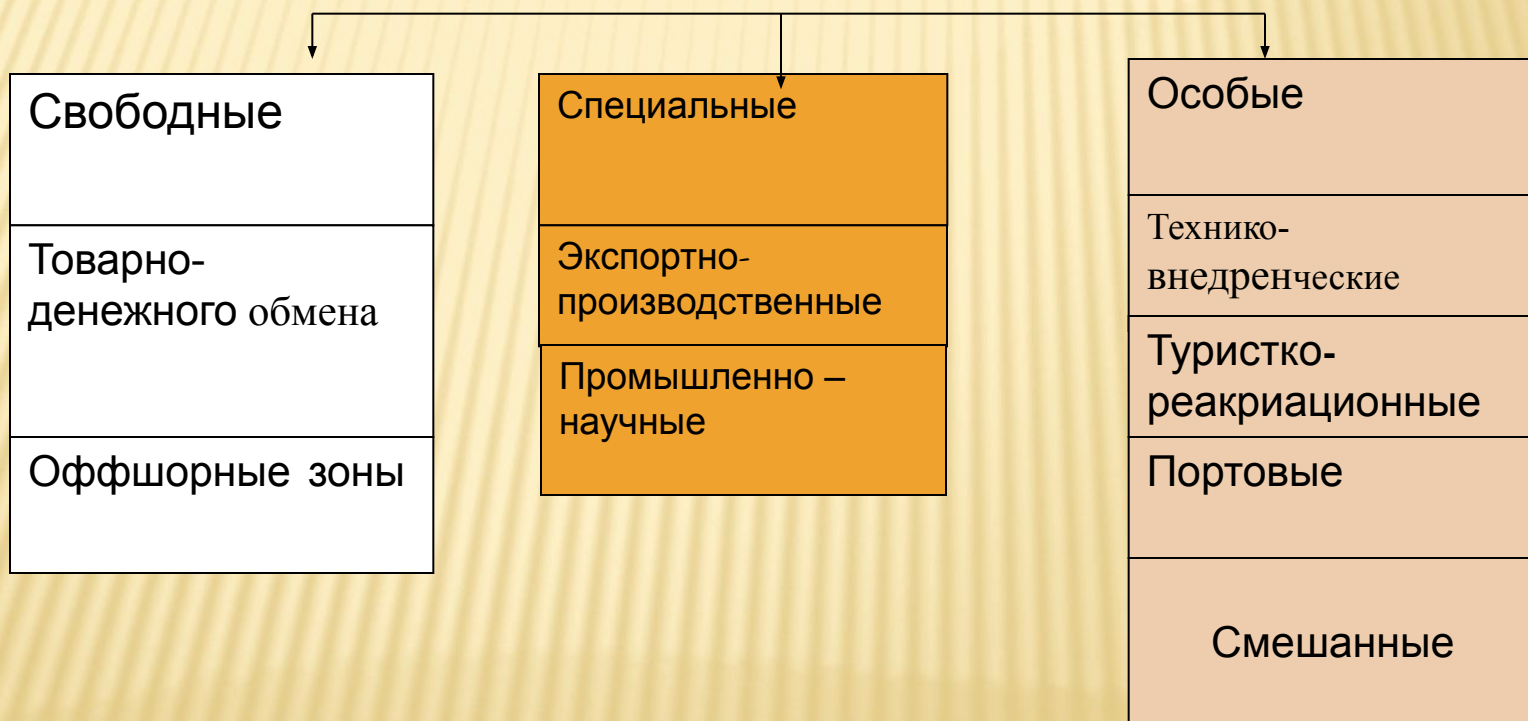 Свободные
Товарно-
денежного обмена
Оффшорные зоны
Специальные
Экспортно-
производственные
Промышленно –
научные
Особые
Технико-
внедренческие
Туристко-
реакриационные
Портовые
Смешанные